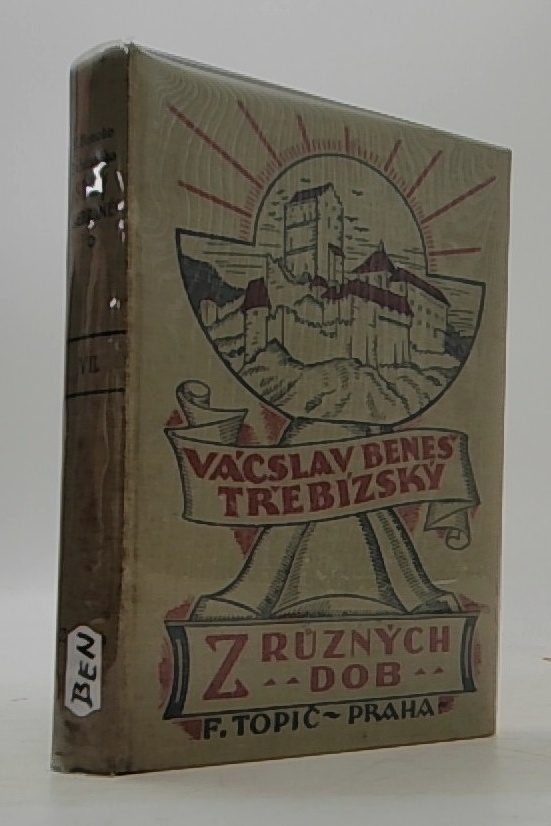 VÁCSLAV BENEŠ
TŘEBÍZSKÝ
Z RŮZNÝCH
DOB
F. TOPIČ ~ PRAHA
VII.
BEN